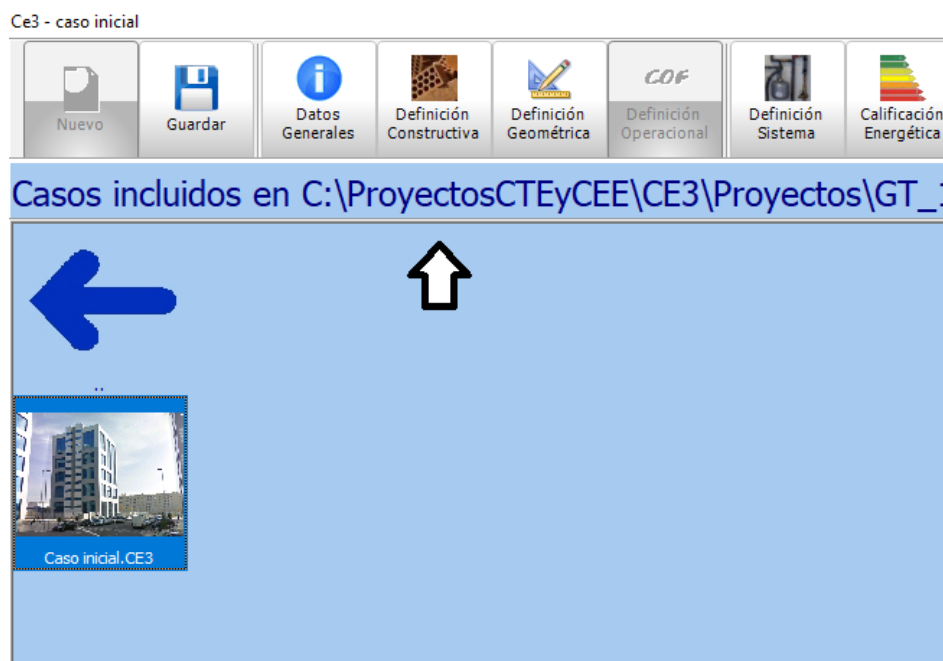 Ce3 - caso inicial
Nuevo
Guardar
Datos
Generales
Definición
Constructiva
Definición
Geométrica
COF
Definición
Operacional
Definición
Sistema
Calificación
Energética
Casos incluidos en C:\ProyectosCTEyCEE\CE3\Proyectos\GT_
..
Caso inicial.CE3